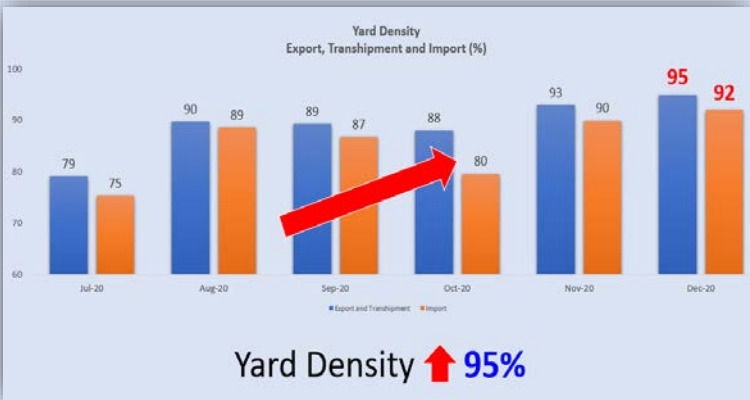 Yard Density
Export, Transhipment and Import (%)
100
90
80
70
60
79
75
90
89
89
87
88
80
93
90
95
92
Jul-20
Aug-20
Sep-20
Oct-20
Nov-20
Dec-20
Export and Transhipment
Import
Yard Density 95%